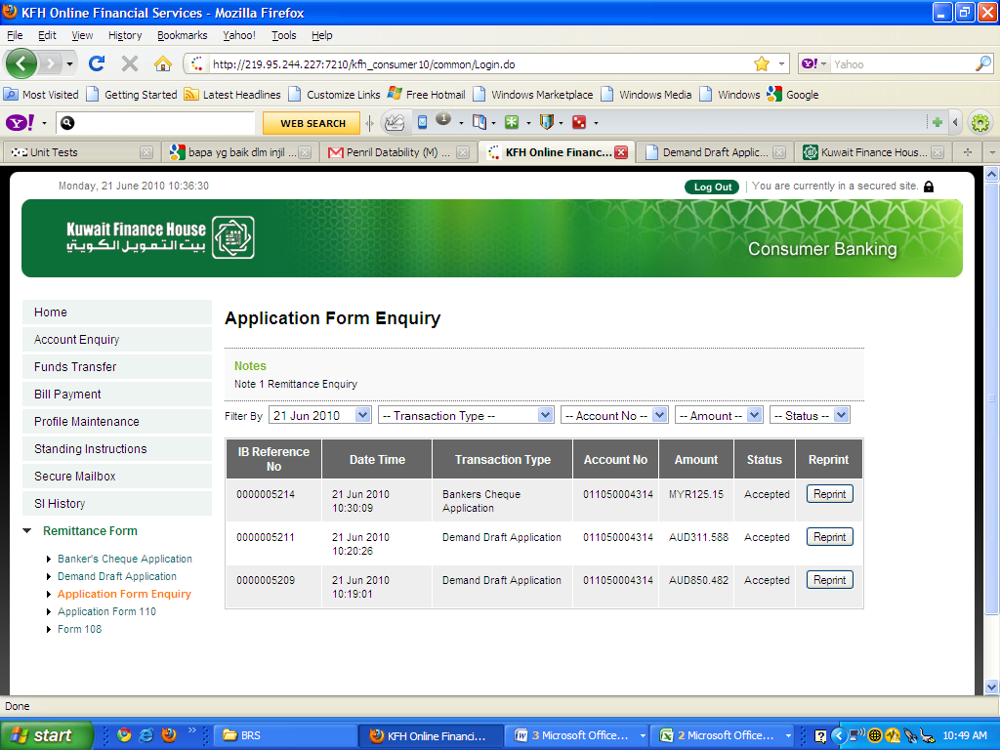 KFH Online Financial Services - Mozilla Firefox
File Edit View History Bookmarks Yahoo! Tools Help
http://219.95.244.227:7210/kfh_consumer10/common/Login.do
Yahoo
Most Visited Getting Started Latest Headlines Customize Links Free Hotmail Windows Marketplace Windows Media Windows Google
Y! WEB SEARCH 1
Unit Tests bapa yg baik dlm injil ... Penril Datability (M) ... KFH Online Financ... Demand Draft Applic... Kuwait Finance Hous...
Monday, 21 June 2010 10:36:30 Log Out You are currently in a secured site.
Kuwait Finance House
بيت التمويل الكويتي
Consumer Banking
Home
Account Enquiry
Funds Transfer
Bill Payment
Profile Maintenance
Standing Instructions
Secure Mailbox
SI History
Remittance Form
Banker's Cheque Application
Demand Draft Application
Application Form Enquiry
Application Form 110
Form 108
Application Form Enquiry
Notes
Note 1 Remittance Enquiry
Filter By 21 Jun 2010 -- Transaction Type -- -- Account No -- -- Amount -- -- Status --
IB Reference No Date Time Transaction Type Account No Amount Status Reprint
0000005214 21 Jun 2010 10:30:09 Bankers Cheque Application 011050004314 MYR125.15 Accepted Reprint
0000005211 21 Jun 2010 10:20:26 Demand Draft Application 011050004314 AUD311.588 Accepted Reprint
0000005209 21 Jun 2010 10:19:01 Demand Draft Application 011050004314 AUD850.482 Accepted Reprint
Done
start BRS KFH Online Financi... 3 Microsoft Office... 2 Microsoft Office... 10:49 AM